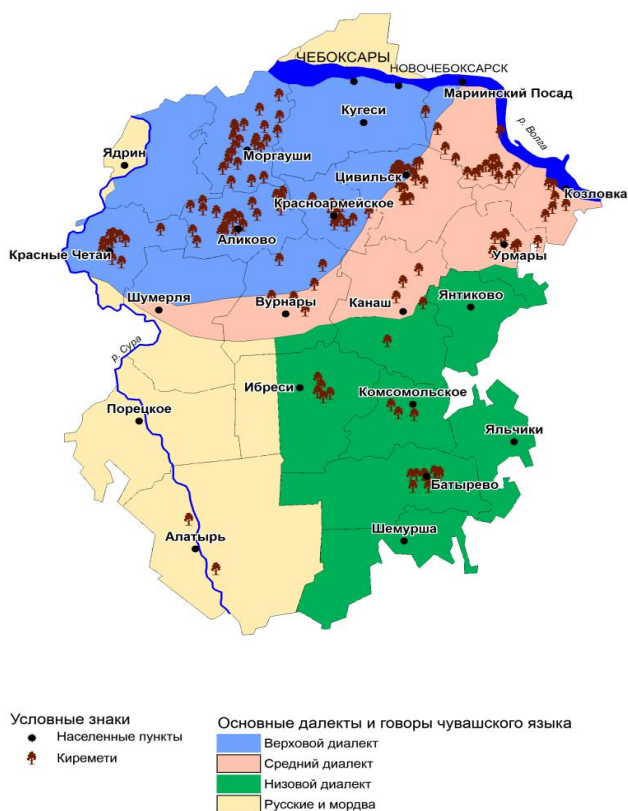 ЧЕБОКСАРЫ
НОВОЧЕБОКСАРСК
Мариинский Посад
Кугеси
р. Волга
Ядрин
Моргауши
Цивильск
Козловка
Красноармейское
Аликово
Красные Четаи
Урмары
Шумерля
Вурнары
Канаш
Янтиково
р. Сура
Ибреси
Комсомольское
Порецкое
Яльчики
Батырево
Алатырь
Шемурша
Условные знаки
Населенные пункты
Киремети
Основные далекты и говоры чувашского языка
Верховой диалект
Средний диалект
Низовой диалект
Русские и мордва